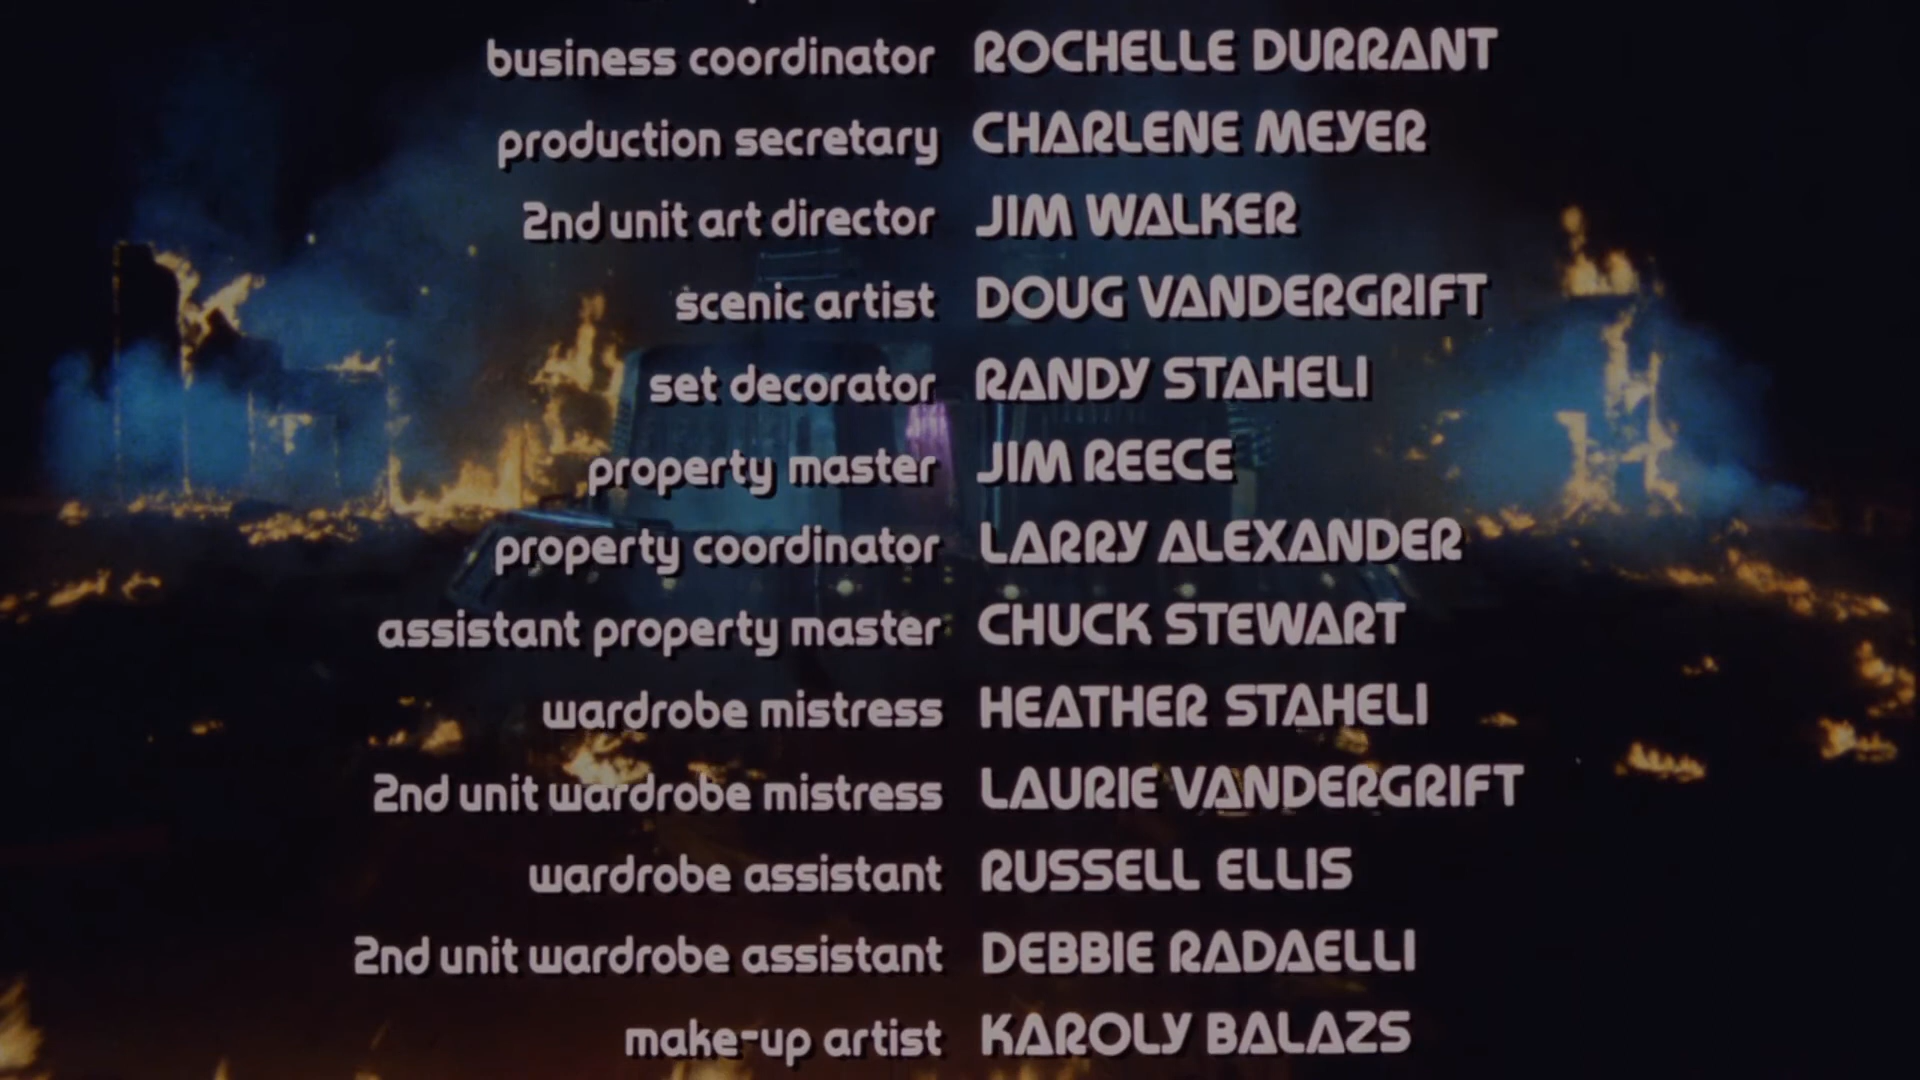 business coordinator ROCHELLE DURRANT
production secretary CHARLENE MEYER
2nd unit art director JIM WALKER
scenic artist DOUG VANDERGRIFT
set decorator RANDY STAHELI
property master JIM REECE
property coordinator LARRY ALEXANDER
assistant property master CHUCK STEWART
wardrobe mistress HEATHER STAHELI
2nd unit wardrobe mistress LAURIE VANDERGRIFT
wardrobe assistant RUSSELL ELLIS
2nd unit wardrobe assistant DEBBIE RADAELLI
make-up artist KAROLY BALAZS